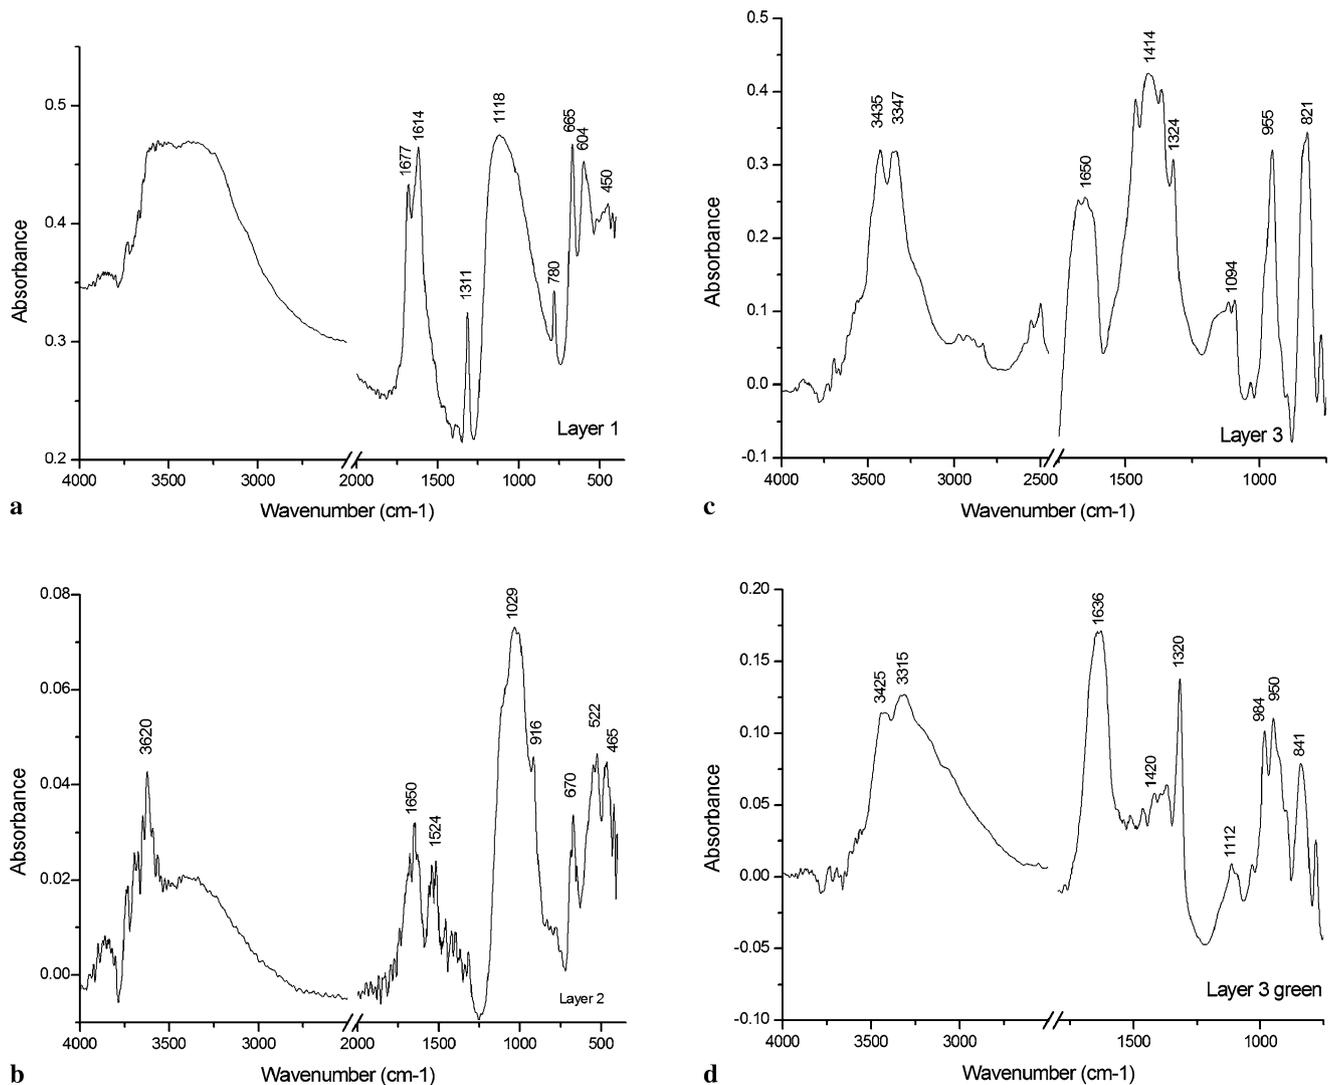 a
Absorbance
0.5
0.4
0.3
0.2
1677
1614
1311
1118
780
665
604
450
Layer 1
4000 3500 3000 2000 1500 1000 500
Wavenumber (cm-1)
c
Absorbance
0.5
0.4
0.3
0.2
0.1
0.0
-0.1
3435
3347
1650
1414
1324
1094
955
821
Layer 3
4000 3500 3000 2500 1500 1000
Wavenumber (cm-1)
b
Absorbance
0.08
0.06
0.04
0.02
0.00
3620
1650
1524
1029
916
670
522
465
Layer 2
4000 3500 3000 2000 1500 1000 500
Wavenumber (cm-1)
d
Absorbance
0.20
0.15
0.10
0.05
0.00
-0.05
-0.10
3425
3315
1636
1420
1320
1112
984
950
841
Layer 3 green
4000 3500 3000 1500 1000
Wavenumber (cm-1)